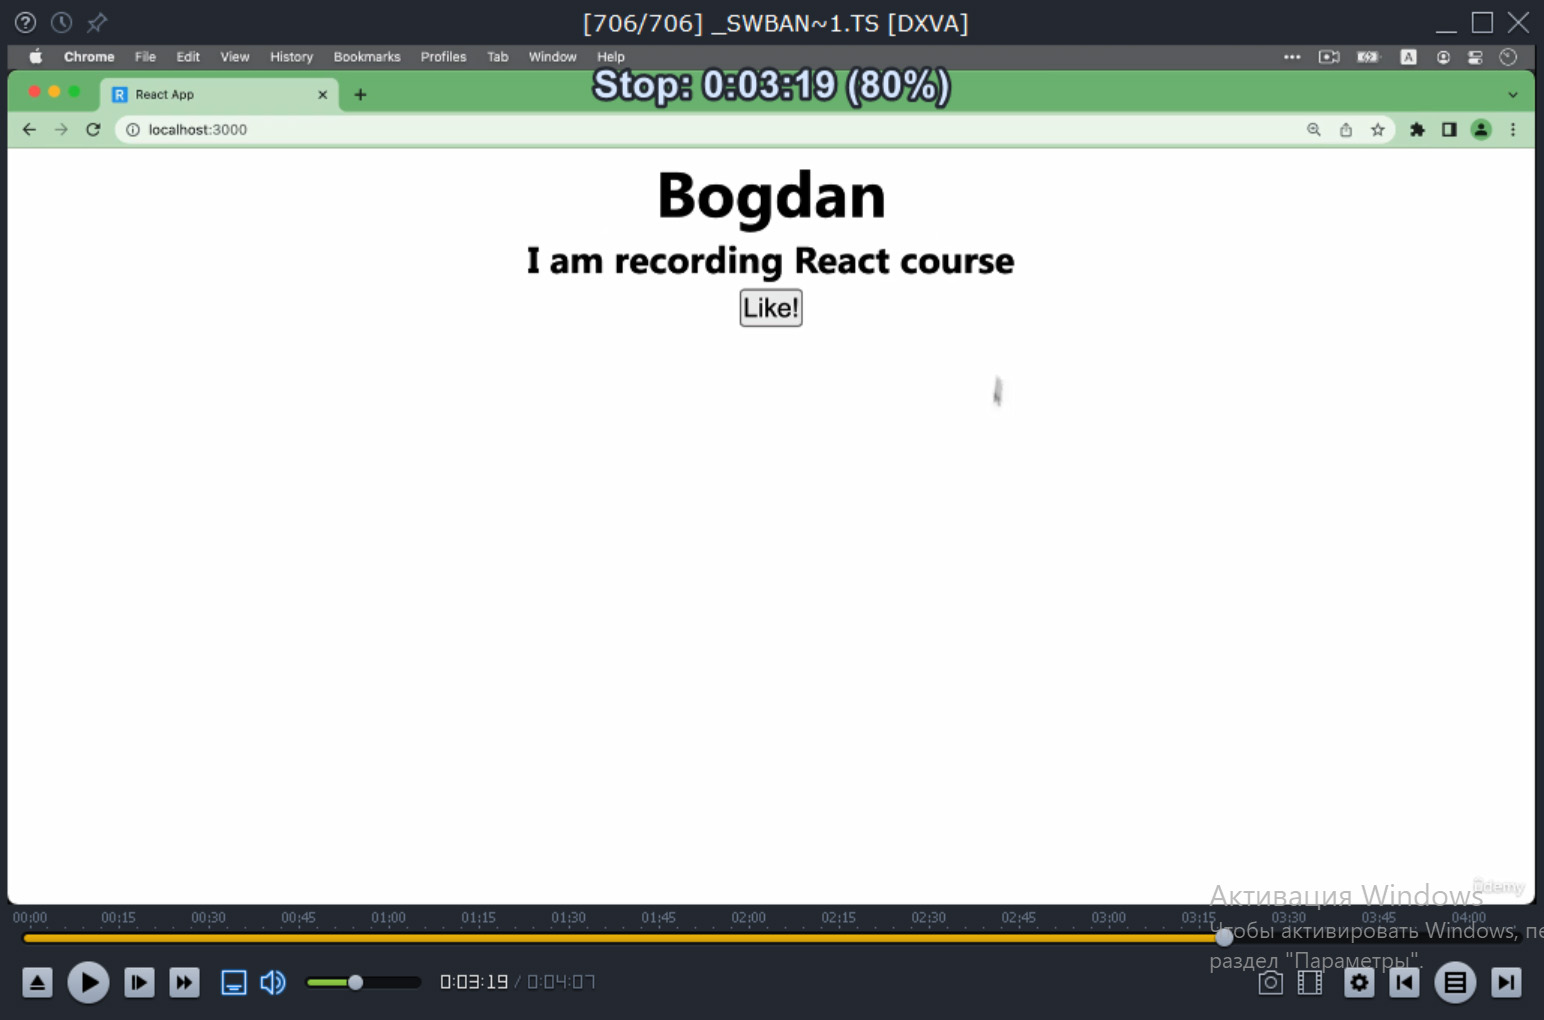 [706/706] _SWBAN~1.TS [DXVA]
Chrome File Edit View History Bookmarks Profiles Tab Window Help
A
Stop: 0:03:19 (80%)
R React App
localhost:3000
Bogdan
I am recording React course
Like!
ûdemy
Активация Windows
00:00 00:15 00:30 00:45 01:00 01:15 01:30 01:45 02:00 02:15 02:30 02:45 03:00 03:15 03:30 03:45 04:00
Чтобы активировать Windows, пе
раздел "Параметры".
0:03:19 / 0:04:07